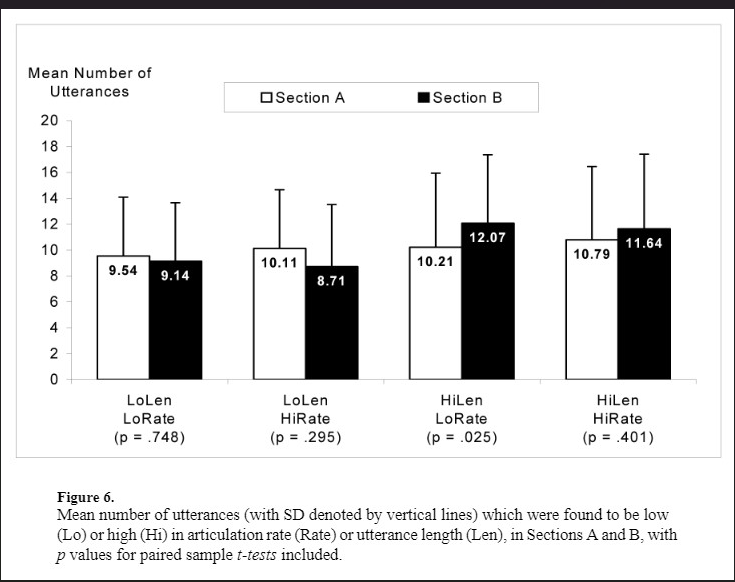 Mean Number of
Utterances
Section A
Section B
20
18
16
14
12
10
8
6
4
2
0
9.54
9.14
10.11
8.71
10.21
12.07
10.79
11.64
LoLen
LoRate
(p = .748)
LoLen
HiRate
(p = .295)
HiLen
LoRate
(p = .025)
HiLen
HiRate
(p = .401)
Figure 6.
Mean number of utterances (with SD denoted by vertical lines) which were found to be low
(Lo) or high (Hi) in articulation rate (Rate) or utterance length (Len), in Sections A and B, with
p values for paired sample t-tests included.